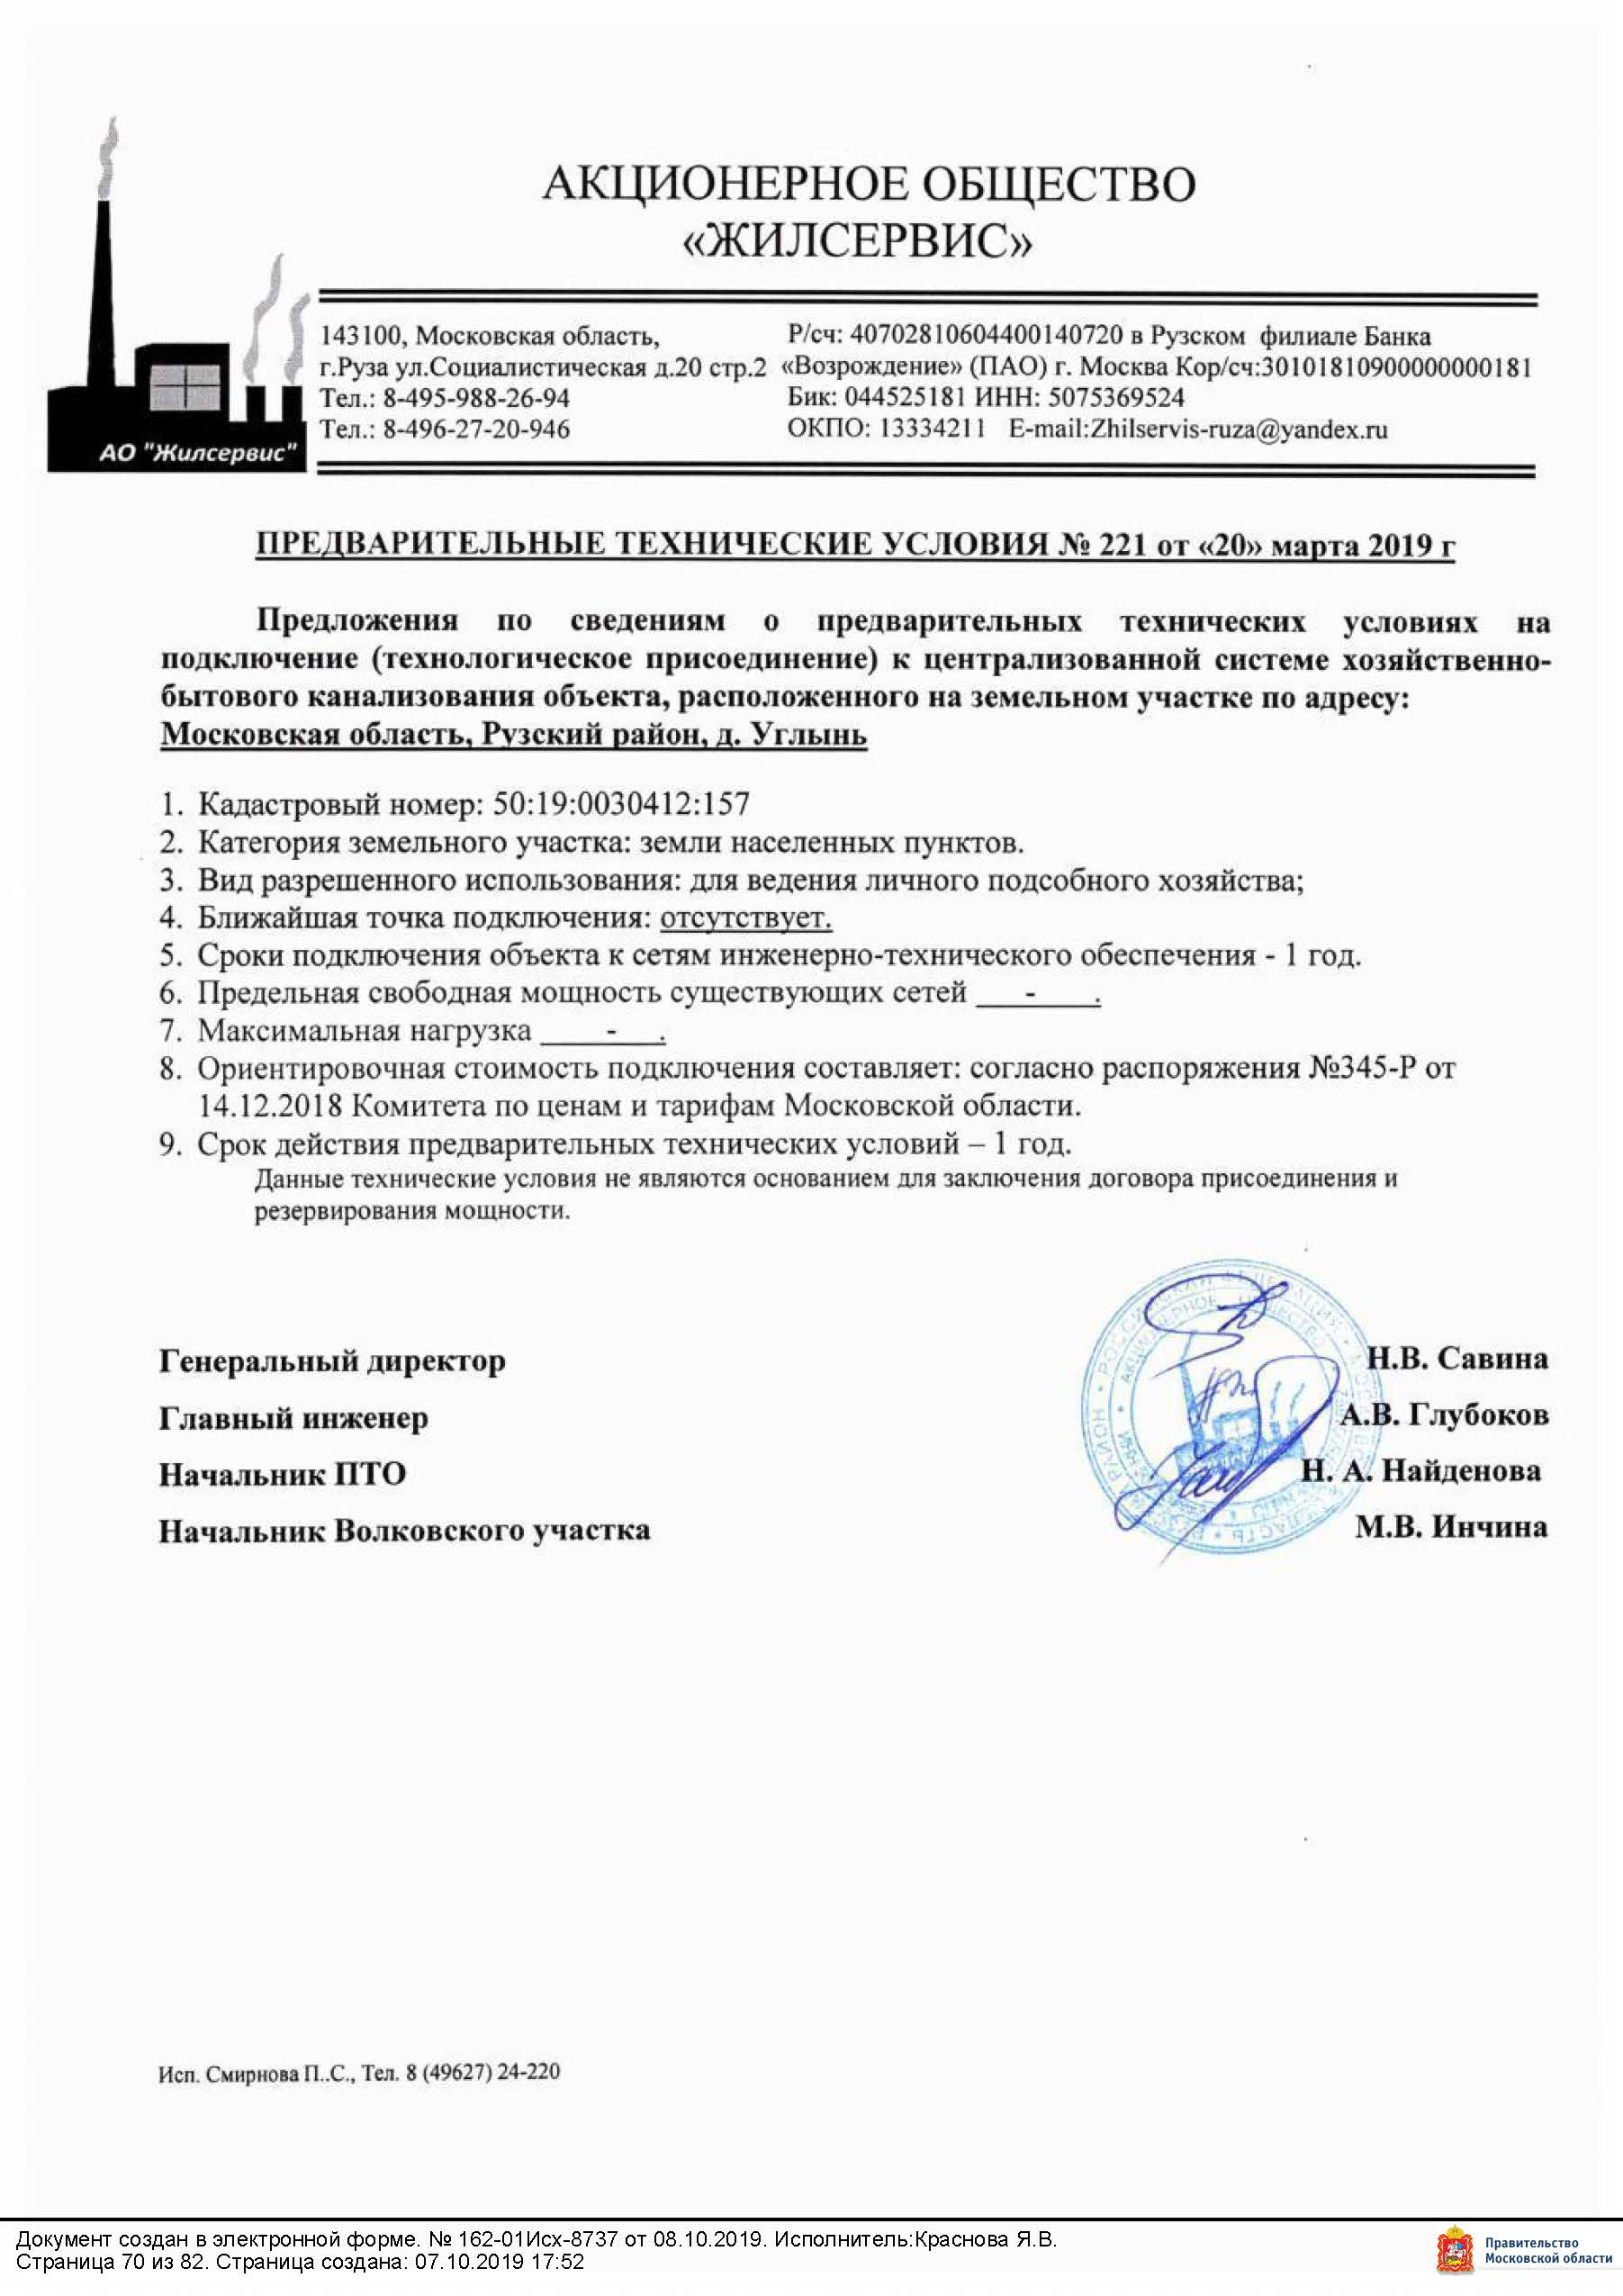 АКЦИОНЕРНОЕ ОБЩЕСТВО
«ЖИЛСЕРВИС»
АО "Жилсервис"
143100, Московская область,
г.Руза ул.Социалистическая д.20 стр.2
Тел.: 8-495-988-26-94
Тел.: 8-496-27-20-946
Р/сч: 40702810604400140720 в Рузском филиале Банка
«Возрождение» (ПАО) г. Москва Кор/сч:30101810900000000181
Бик: 044525181 ИНН: 5075369524
ОКПО: 13334211 E-mail:Zhilservis-ruza@yandex.ru
ПРЕДВАРИТЕЛЬНЫЕ ТЕХНИЧЕСКИЕ УСЛОВИЯ № 221 от «20» марта 2019 г
Предложения по сведениям о предварительных технических условиях на
подключение (технологическое присоединение) к централизованной системе хозяйственно-
бытового канализования объекта, расположенного на земельном участке по адресу:
Московская область, Рузский район, д. Углынь
1. Кадастровый номер: 50:19:0030412:157
2. Категория земельного участка: земли населенных пунктов.
3. Вид разрешенного использования: для ведения личного подсобного хозяйства;
4. Ближайшая точка подключения: отсутствует.
5. Сроки подключения объекта к сетям инженерно-технического обеспечения - 1 год.
6. Предельная свободная мощность существующих сетей ___-____.
7. Максимальная нагрузка ____-___.
8. Ориентировочная стоимость подключения составляет: согласно распоряжения №345-Р от
14.12.2018 Комитета по ценам и тарифам Московской области.
9. Срок действия предварительных технических условий – 1 год.
Данные технические условия не являются основанием для заключения договора присоединения и
резервирования мощности.
Генеральный директор Н.В. Савина
Главный инженер А.В. Глубоков
Начальник ПТО Н. А. Найденова
Начальник Волковского участка М.В. Инчина
Исп. Смирнова П..С., Тел. 8 (49627) 24-220
Документ создан в электронной форме. № 162-01Исх-8737 от 08.10.2019. Исполнитель:Краснова Я.В.
Страница 70 из 82. Страница создана: 07.10.2019 17:52
Правительство
Московской области